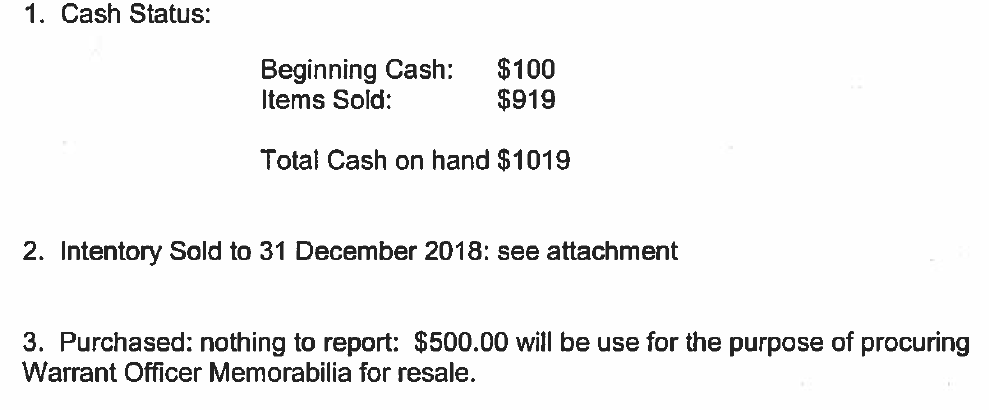 1. Cash Status:
Beginning Cash: $100
Items Sold: $919
Total Cash on hand $1019
2. Intentory Sold to 31 December 2018: see attachment
3. Purchased: nothing to report: $500.00 will be use for the purpose of procuring
Warrant Officer Memorabilia for resale.